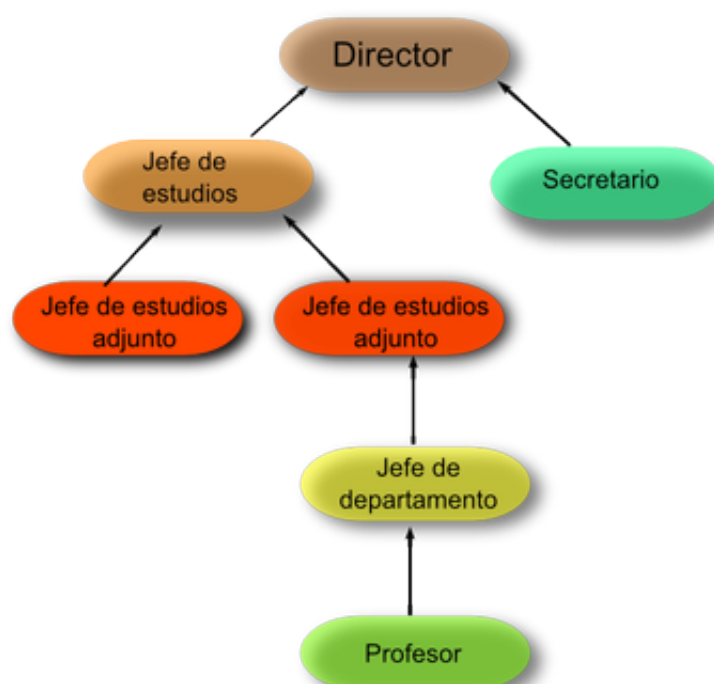 Director
Jefe de
estudios
Secretario
Jefe de estudios
adjunto
Jefe de estudios
adjunto
Jefe de
departamento
Profesor